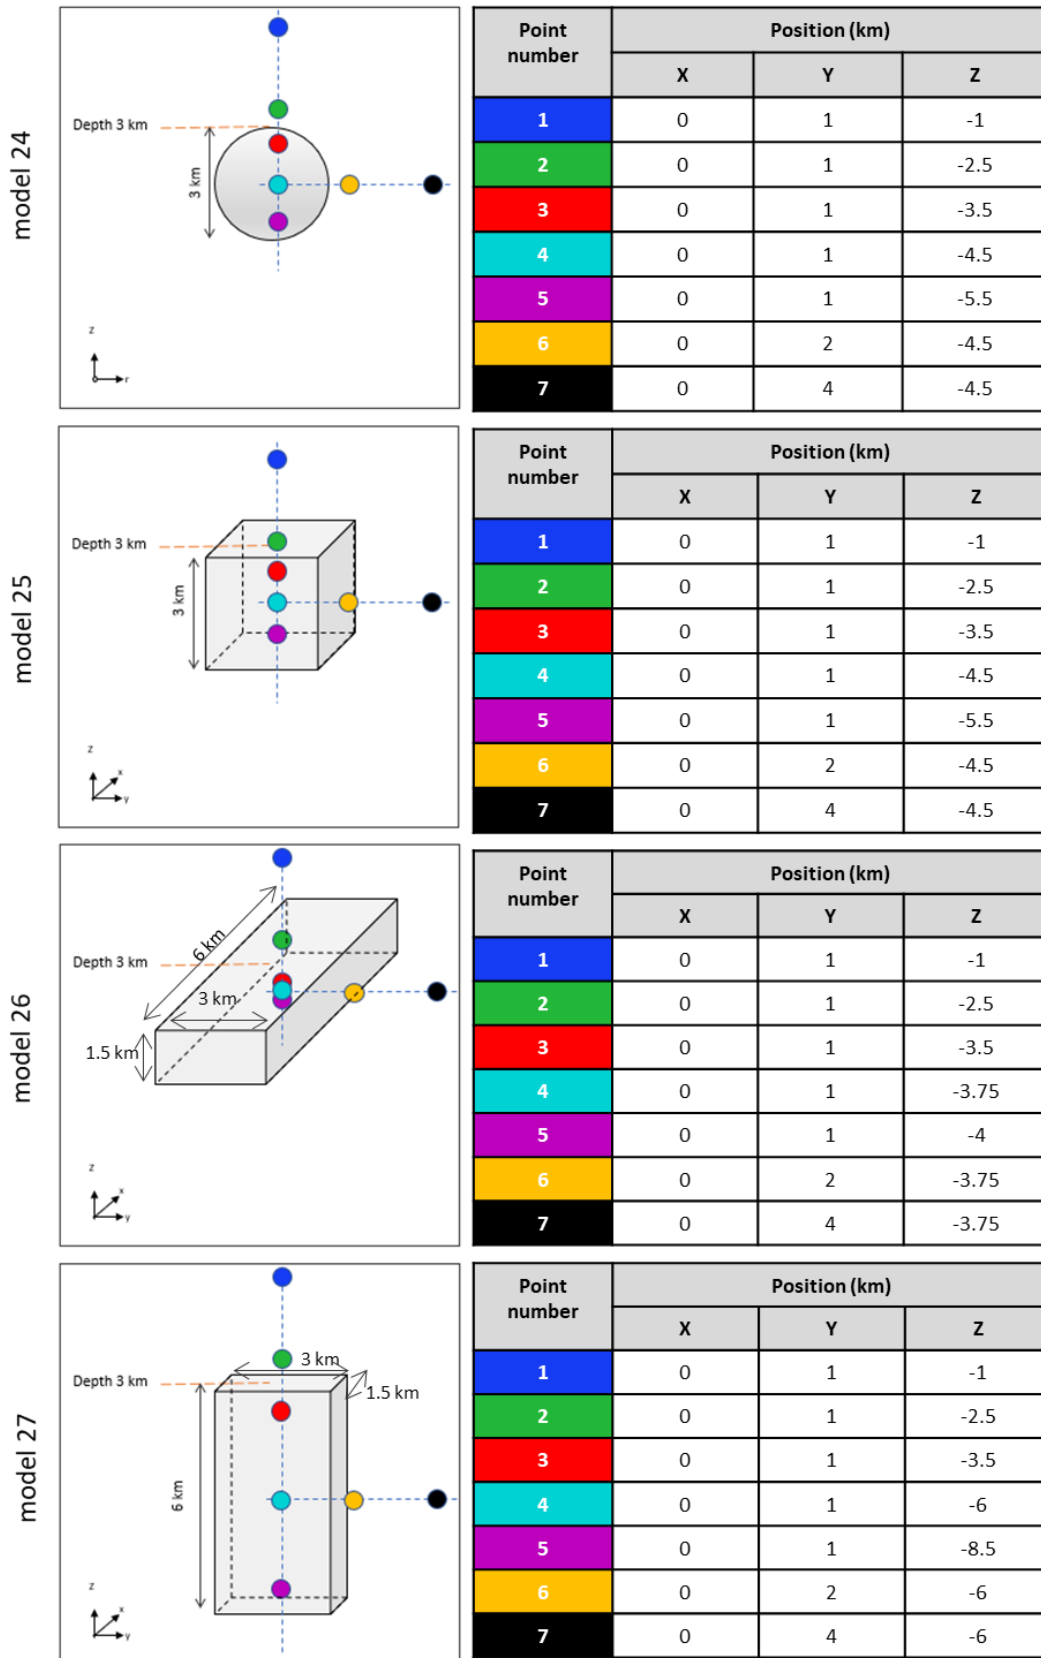 model 24
Depth 3 km
3 km
z
r
Point number
Position (km)
X Y Z
1 0 1 -1
2 0 1 -2.5
3 0 1 -3.5
4 0 1 -4.5
5 0 1 -5.5
6 0 2 -4.5
7 0 4 -4.5
model 25
Depth 3 km
3 km
z
x
y
Point number
Position (km)
X Y Z
1 0 1 -1
2 0 1 -2.5
3 0 1 -3.5
4 0 1 -4.5
5 0 1 -5.5
6 0 2 -4.5
7 0 4 -4.5
model 26
6 km
Depth 3 km
3 km
1.5 km
z
x
y
Point number
Position (km)
X Y Z
1 0 1 -1
2 0 1 -2.5
3 0 1 -3.5
4 0 1 -3.75
5 0 1 -4
6 0 2 -3.75
7 0 4 -3.75
model 27
3 km
Depth 3 km
1.5 km
6 km
z
x
y
Point number
Position (km)
X Y Z
1 0 1 -1
2 0 1 -2.5
3 0 1 -3.5
4 0 1 -6
5 0 1 -8.5
6 0 2 -6
7 0 4 -6